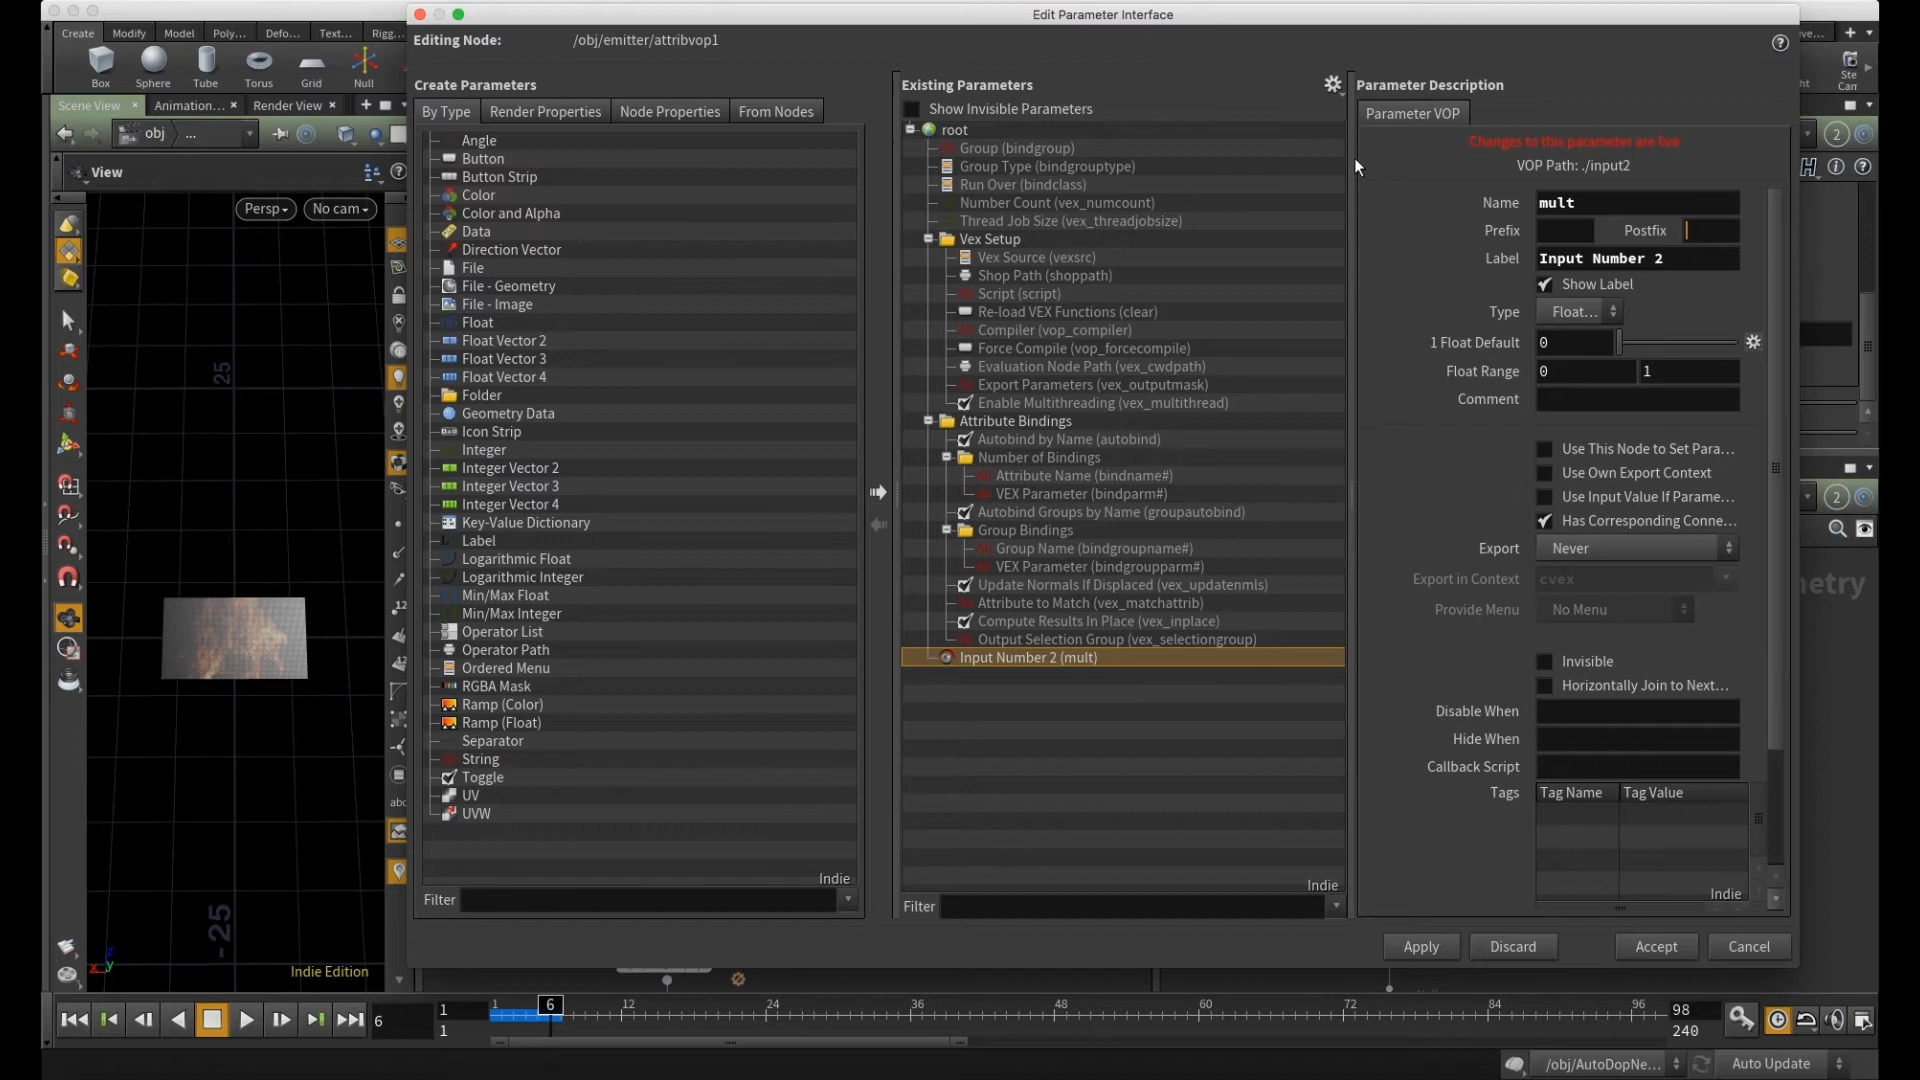 Edit Parameter Interface
Create
Modify
Model
Poly...
Defo...
Text...
Rigg...
Box
Sphere
Tube
Torus
Grid
Null
Scene View
Animation...
Render View
obj
...
View
Persp
No cam
25
-25
Indie Edition
Editing Node:
/obj/emitter/attribvop1
Create Parameters
By Type
Render Properties
Node Properties
From Nodes
Angle
Button
Button Strip
Color
Color and Alpha
Data
Direction Vector
File
File - Geometry
File - Image
Float
Float Vector 2
Float Vector 3
Float Vector 4
Folder
Geometry Data
Icon Strip
Integer
Integer Vector 2
Integer Vector 3
Integer Vector 4
Key-Value Dictionary
Label
Logarithmic Float
Logarithmic Integer
Min/Max Float
Min/Max Integer
Operator List
Operator Path
Ordered Menu
RGBA Mask
Ramp (Color)
Ramp (Float)
Separator
String
Toggle
UV
UVW
Indie
Filter
Existing Parameters
Show Invisible Parameters
root
Group (bindgroup)
Group Type (bindgrouptype)
Run Over (bindclass)
Number Count (vex_numcount)
Thread Job Size (vex_threadjobsize)
Vex Setup
Vex Source (vexsrc)
Shop Path (shoppath)
Script (script)
Re-load VEX Functions (clear)
Compiler (vop_compiler)
Force Compile (vop_forcecompile)
Evaluation Node Path (vex_cwdpath)
Export Parameters (vex_outputmask)
Enable Multithreading (vex_multithread)
Attribute Bindings
Autobind by Name (autobind)
Number of Bindings
Attribute Name (bindname#)
VEX Parameter (bindparm#)
Autobind Groups by Name (groupautobind)
Group Bindings
Group Name (bindgroupname#)
VEX Parameter (bindgroupparm#)
Update Normals If Displaced (vex_updatenmls)
Attribute to Match (vex_matchattrib)
Compute Results In Place (vex_inplace)
Output Selection Group (vex_selectiongroup)
Input Number 2 (mult)
Indie
Filter
Parameter Description
Parameter VOP
Changes to this parameter are live
VOP Path: ./input2
Name mult
Prefix Postfix
Label Input Number 2
Show Label
Type Float...
1 Float Default 0
Float Range 0 1
Comment
Use This Node to Set Para...
Use Own Export Context
Use Input Value If Parame...
Has Corresponding Conne...
Export Never
Export in Context cvex
Provide Menu No Menu
Invisible
Horizontally Join to Next...
Disable When
Hide When
Callback Script
Tags Tag Name Tag Value
Indie
Apply
Discard
Accept
Cancel
2
2
1 6 12 24 36 48 60 72 84 96
6
1
1
98
240
/obj/AutoDopNe...
Auto Update